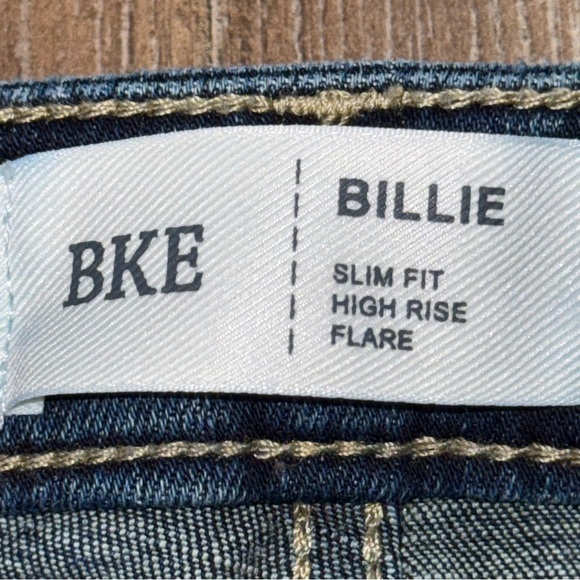 BKE
BILLIE
SLIM FIT
HIGH RISE
FLARE